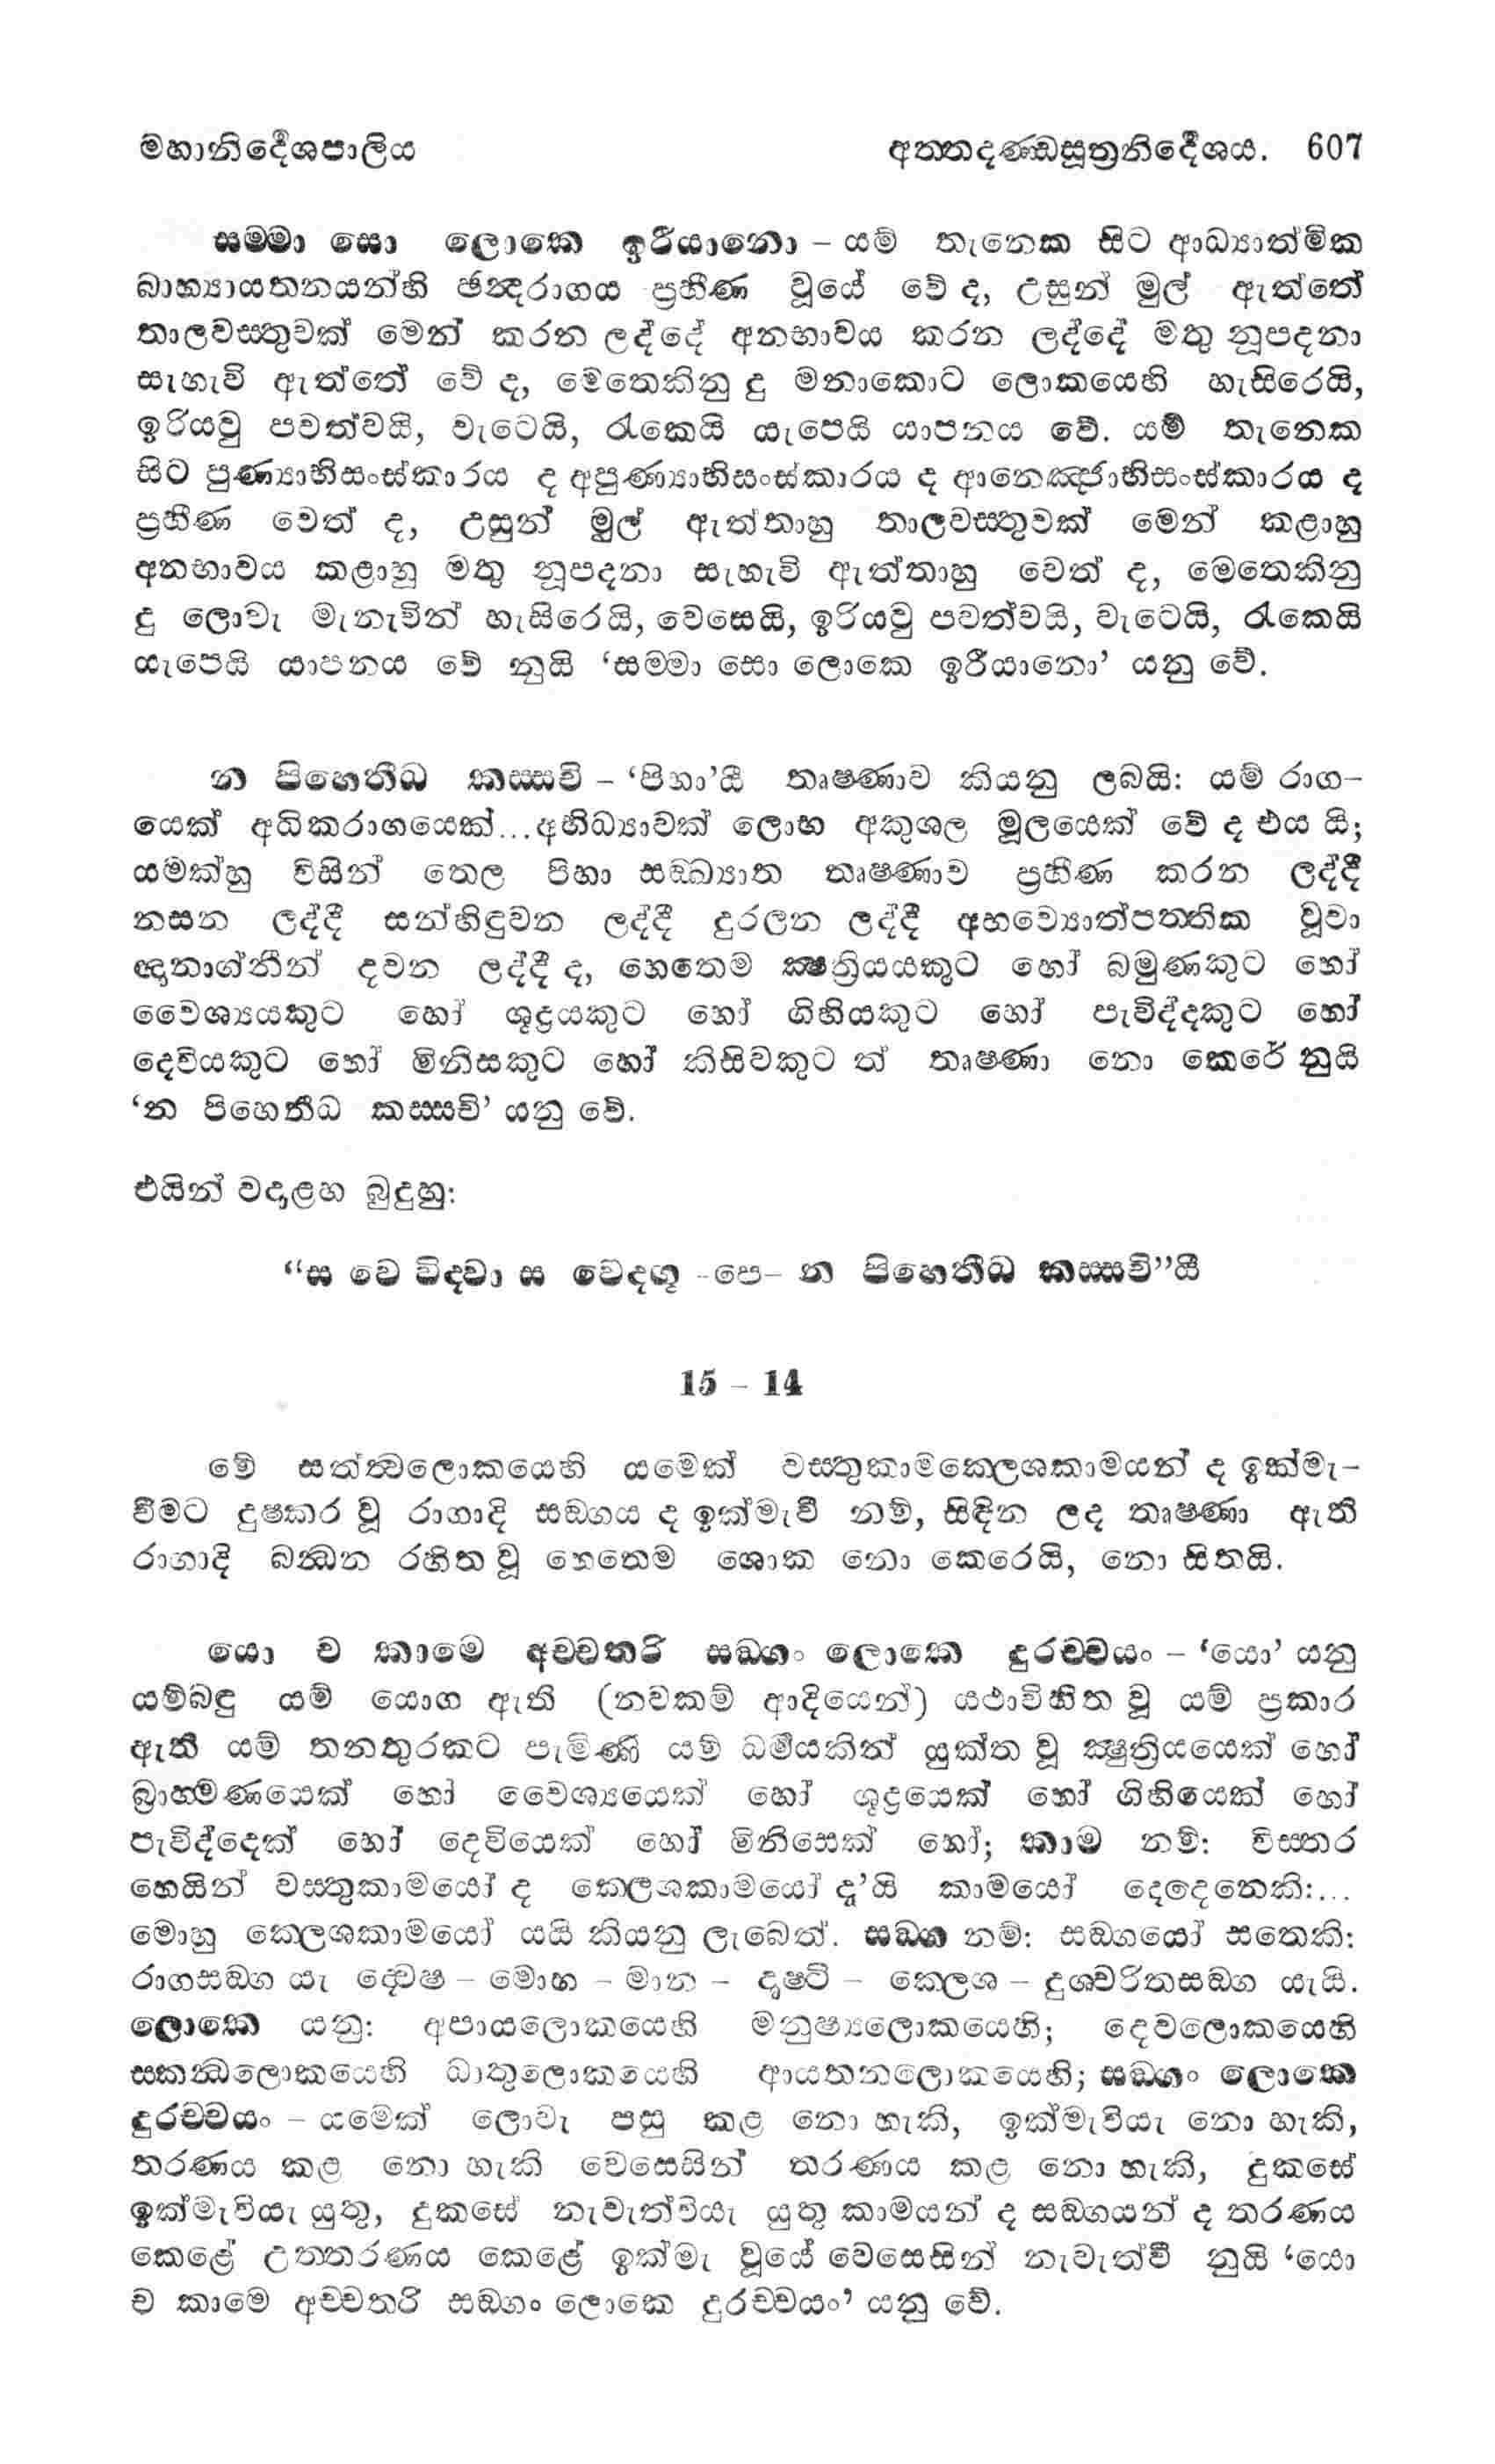 මහානිර්දේශපාලිය අත්තදණ්ඩසූත්‍රනිර්දේශය. 607
සම්මා සො ලොකෙ ඉරීයානො – යම් තැනෙක සිට ආධ්‍යාත්මික
බාහ්‍යායතනයන්හි ඡන්‍දරාගය ප්‍රහීණ වූයේ වේ ද, උසුන් මුල් ඇත්තේ
තාලවස්තුවක් මෙන් කරන ලද්දේ අනභාවය කරන ලද්දේ මතු නූපදනා
සැහැවි ඇත්තේ වේ ද, මෙතෙකිනු දු මනාකොට ලොකයෙහි හැසිරෙයි,
ඉරියවු පවත්වයි, වැටෙයි, රැකෙයි යැපෙයි යාපනය වේ. යම් තැනෙක
සිට පුණ්‍යාභිසංස්කාරය ද අපුණ්‍යාභිසංස්කාරය ද ආනෙඤ්ජාභිසංස්කාරය ද
ප්‍රහීණ වෙත් ද, උසුන් මුල් ඇත්තාහු තාලවස්තුවක් මෙන් කළාහු
අනභාවය කළාහු මතු නූපදනා සැහැවි ඇත්තාහු වෙත් ද, මෙතෙකිනු
දු ලොවැ මැනැවින් හැසිරෙයි, වෙසෙයි, ඉරියවු පවත්වයි, වැටෙයි, රැකෙයි
යැපෙයි යාපනය වේ නුයි ‘සම්මා සො ලොකෙ ඉරීයානො’ යනු වේ.
න පිහෙතීධ කස්සචි – ‘පිහා’යී තෘෂ්ණාව කියනු ලබයි: යම් රාග–
යෙක් අධිකරාගයෙක්...අභිධ්‍යාවක් ලොභ අකුශල මූලයෙක් වේ ද එය යි;
යමක්හු විසින් තෙල පිහා සඞ්ඛ්‍යාත තෘෂ්ණාව ප්‍රහීණ කරන ලද්දී
නසන ලද්දී සන්හිඳුවන ලද්දී දුරලන ලද්දී අභව්‍යොත්පත්තික වූවා
ඥානාග්නීන් දවන ලද්දී ද, හෙතෙම ක්‍ෂත්‍රියයකුට හෝ බමුණකුට හෝ
වෛශ්‍යයකුට හෝ ශූද්‍රයකුට හෝ ගිහියකුට හෝ පැවිද්දකුට හෝ
දෙවියකුට හෝ මිනිසකුට හෝ කිසිවකුට ත් තෘෂ්ණා නො කෙරේ නුයි
‘න පිහෙතීධ කස්සචි’ යනු වේ.
එයින් වදාළහ බුදුහු:
“ස වෙ විද්වා ස වෙදගූ -පෙ– න පිහෙතීධ කස්සචි”යී
15 – 14
මේ සත්ත්‍වලොකයෙහි යමෙක් වස්තුකාමක්ලෙශකාමයන් ද ඉක්මැ–
වීමට දුෂ්කර වූ රාගාදි සඞ්ගය ද ඉක්මැවී නම්, සිඳින ලද තෘෂ්ණා ඇති
රාගාදි බන්ධන රහිත වූ හෙතෙම ශොක නො කෙරෙයි, නො සිතයි.
යො ච කාමෙ අච්චතරි සඞ්ගං ලොකෙ දුරච්චයං – ‘යො’ යනු
යම්බඳු යම් යොග ඇති (නවකම් ආදියෙන්) යථාවිහිත වූ යම් ප්‍රකාර
ඇති යම් තනතුරකට පැමිණි යම් ධර්මයකින් යුක්ත වූ ක්‍ෂත්‍රියයෙක් හෝ
බ්‍රාහ්මණයෙක් හෝ වෛශ්‍යයෙක් හෝ ශූද්‍රයෙක් හෝ ගිහියෙක් හෝ
පැවිද්දෙක් හෝ දෙවියෙක් හෝ මිනිසෙක් හෝ; කාම නම්: විස්තර
හෙයින් වස්තුකාමයෝ ද ක්ලෙශකාමයෝ දැ’යි කාමයෝ දෙදෙනෙකි:...
මොහු ක්ලෙශකාමයෝ යයි කියනු ලැබෙත්. සඞ්ග නම්: සඞ්ගයෝ සතෙකි:
රාගසඞ්ග යැ ද්වෙෂ – මොහ – මාන – දෘෂ්ටි – ක්ලෙශ – දුශ්චරිතසඞ්ග යැයි.
ලොකෙ යනු: අපායලොකයෙහි මනුෂ්‍යලොකයෙහි; දෙවලොකයෙහි
ස්කන්ධලොකයෙහි ධාතුලොකයෙහි ආයතනලොකයෙහි; සඞ්ගං ලොකෙ
දුරච්චයං – යමෙක් ලොවැ පසු කළ නො හැකි, ඉක්මැවියැ නො හැකි,
තරණය කළ නො හැකි වෙසෙසින් තරණය කළ නො හැකි, දුකසේ
ඉක්මැවියැ යුතු, දුකසේ නැවැත්වියැ යුතු කාමයන් ද සඞ්ගයන් ද තරණය
කෙළේ උත්තරණය කෙළේ ඉක්මැ වූයේ වෙසෙසින් නැවැත්වී නුයි ‘යො
ච කාමෙ අච්චතරි සඞ්ගං ලොකෙ දුරච්චයං’ යනු වේ.